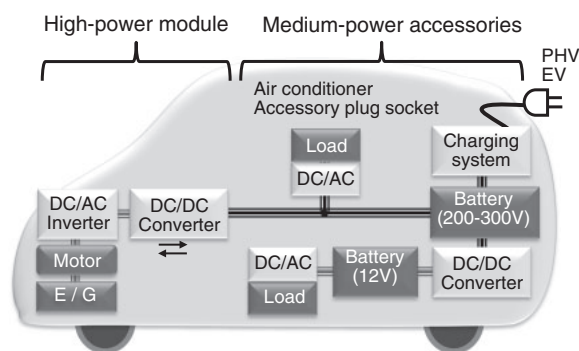 High-power module
Medium-power accessories
PHV
EV
Air conditioner
Accessory plug socket
Load
DC/AC
Charging
system
Battery
(200-300V)
DC/AC
Inverter
DC/DC
Converter
Motor
E / G
DC/AC
Load
Battery
(12V)
DC/DC
Converter